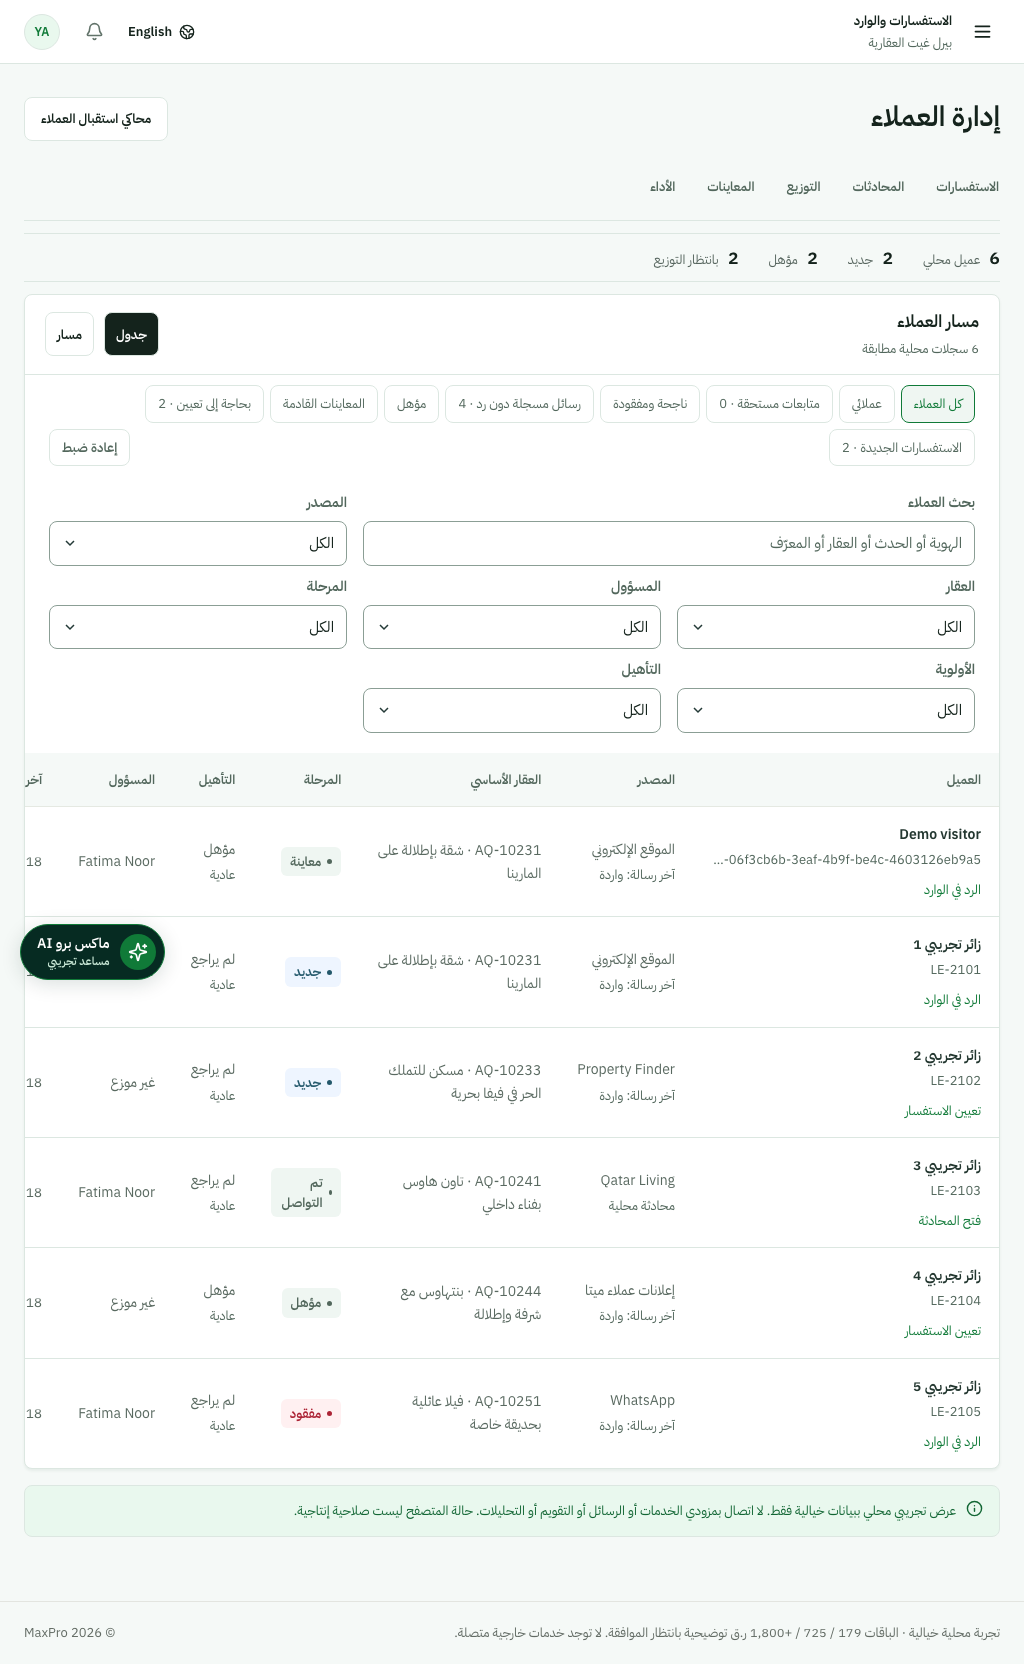 الاستفسارات والوارد
بيرل غيت العقارية
English
YA
إدارة العملاء
محاكي استقبال العملاء
الاستفسارات
المحادثات
التوزيع
المعاينات
الأداء
6 عميل محلي
2 جديد
2 مؤهل
2 بانتظار التوزيع
مسار العملاء
6 سجلات محلية مطابقة
جدول
مسار
كل العملاء
عملائي
متابعات مستحقة · 0
ناجحة ومفقودة
رسائل مسجلة دون رد · 4
مؤهل
المعاينات القادمة
بحاجة إلى تعيين · 2
الاستفسارات الجديدة · 2
إعادة ضبط
بحث العملاء
المصدر
الهوية أو الحدث أو العقار أو المعرّف
الكل
العقار
المسؤول
المرحلة
الكل
الكل
الكل
الأولوية
التأهيل
الكل
الكل
العميل
المصدر
العقار الأساسي
المرحلة
التأهيل
المسؤول
آخر
Demo visitor
06f3cb6b-3eaf-4b9f-be4c-4603126eb9a5-...
الرد في الوارد
الموقع الإلكتروني
آخر رسالة: واردة
AQ-10231 · شقة بإطلالة على
المارينا
معاينة
مؤهل
عادية
Fatima Noor
18
زائر تجريبي 1
LE-2101
الرد في الوارد
الموقع الإلكتروني
آخر رسالة: واردة
AQ-10231 · شقة بإطلالة على
المارينا
جديد
لم يراجع
عادية
ماكس برو AI
مساعد تجريبي
زائر تجريبي 2
LE-2102
تعيين الاستفسار
Property Finder
آخر رسالة: واردة
AQ-10233 · مسكن للتملك
الحر في فيفا بحرية
جديد
لم يراجع
عادية
غير موزع
18
زائر تجريبي 3
LE-2103
فتح المحادثة
Qatar Living
محادثة محلية
AQ-10241 · تاون هاوس
بفناء داخلي
تم
التواصل
لم يراجع
عادية
Fatima Noor
18
زائر تجريبي 4
LE-2104
تعيين الاستفسار
إعلانات عملاء ميتا
آخر رسالة: واردة
AQ-10244 · بنتهاوس مع
شرفة وإطلالة
مؤهل
مؤهل
عادية
غير موزع
18
زائر تجريبي 5
LE-2105
الرد في الوارد
WhatsApp
آخر رسالة: واردة
AQ-10251 · فيلا عائلية
بحديقة خاصة
مفقود
لم يراجع
عادية
Fatima Noor
18
عرض تجريبي محلي ببيانات خيالية فقط. لا اتصال بمزودي الخدمات أو الرسائل أو التقويم أو التحليلات. حالة المتصفح ليست صلاحية إنتاجية.
تجربة محلية خيالية · الباقات 179 / 725 / +1,800 ر.ق توضيحية بانتظار الموافقة. لا توجد خدمات خارجية متصلة.
© 2026 MaxPro